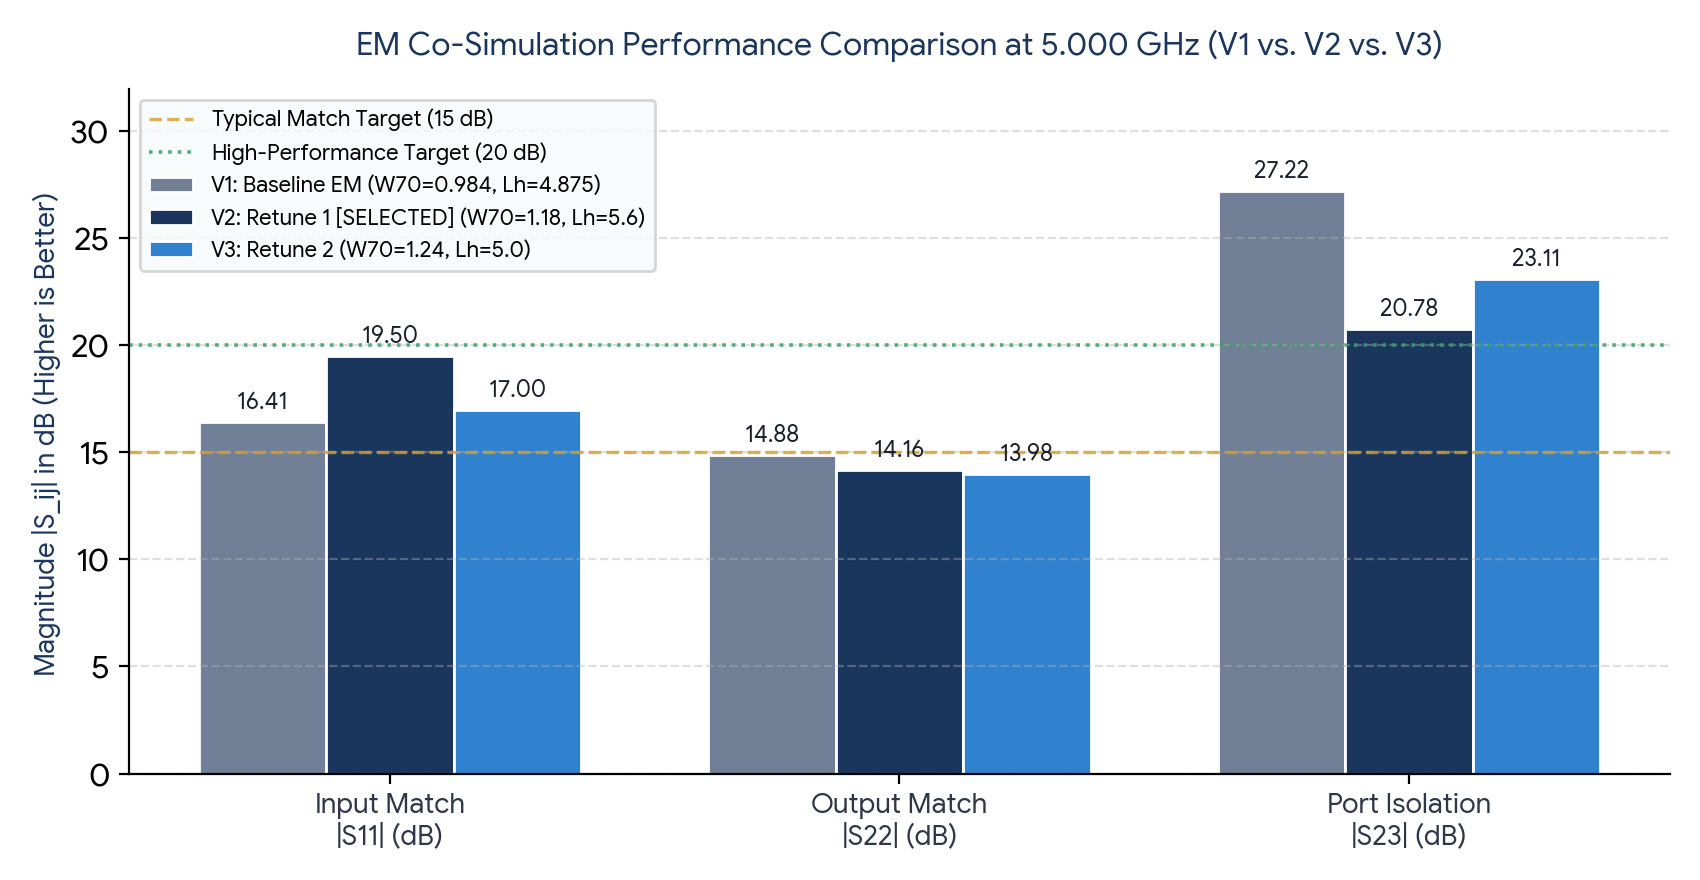 EM Co-Simulation Performance Comparison at 5.000 GHz (V1 vs. V2 vs. V3)
Magnitude |S_ij| in dB (Higher is Better)
30
25
20
15
10
5
0
Typical Match Target (15 dB)
High-Performance Target (20 dB)
V1: Baseline EM (W70=0.984, Lh=4.875)
V2: Retune 1 [SELECTED] (W70=1.18, Lh=5.6)
V3: Retune 2 (W70=1.24, Lh=5.0)
16.41
19.50
17.00
14.88
14.16
13.98
27.22
20.78
23.11
Input Match
|S11| (dB)
Output Match
|S22| (dB)
Port Isolation
|S23| (dB)